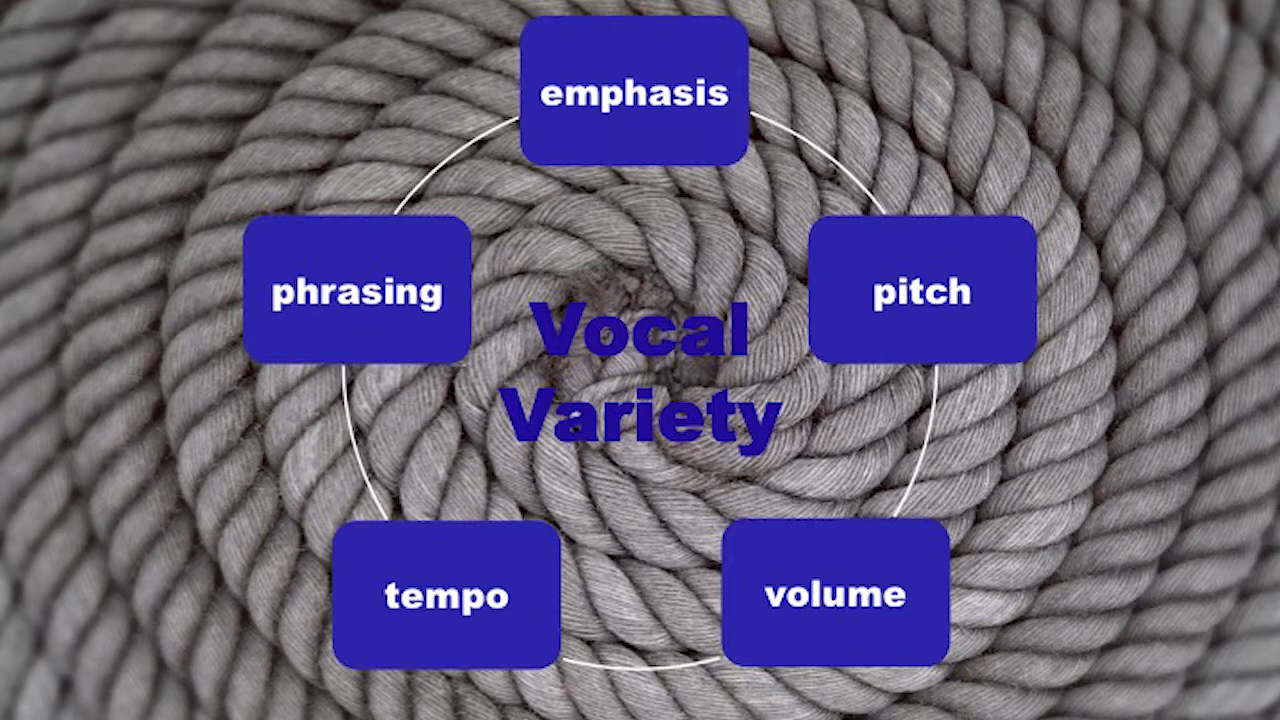 emphasis
phrasing
pitch
Vocal
Variety
tempo
volume